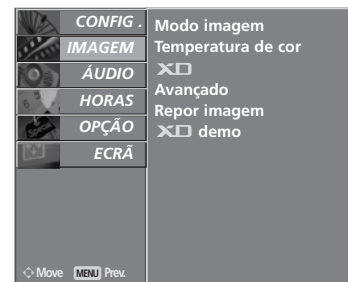 CONFIG .
IMAGEM
ÁUDIO
HORAS
OPÇÃO
ECRÃ
Move MENU Prev.
Modo imagem
Temperatura de cor
XD
Avançado
Repor imagem
XD demo